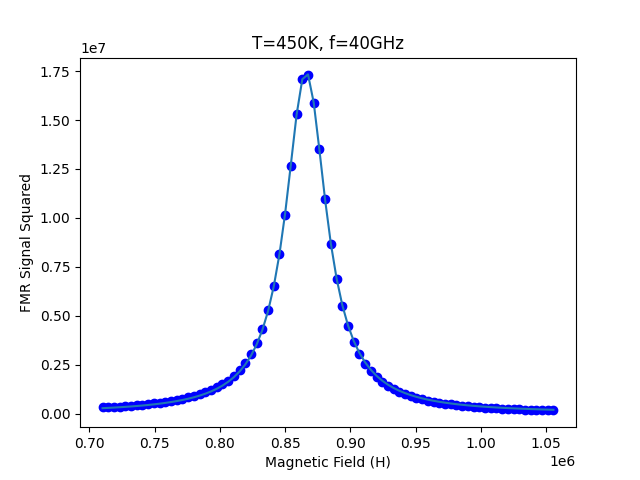 T=450K, f=40GHz
1e7
1.75
1.50
1.25
1.00
0.75
0.50
0.25
0.00
FMR Signal Squared
0.70 0.75 0.80 0.85 0.90 0.95 1.00 1.05
1e6
Magnetic Field (H)